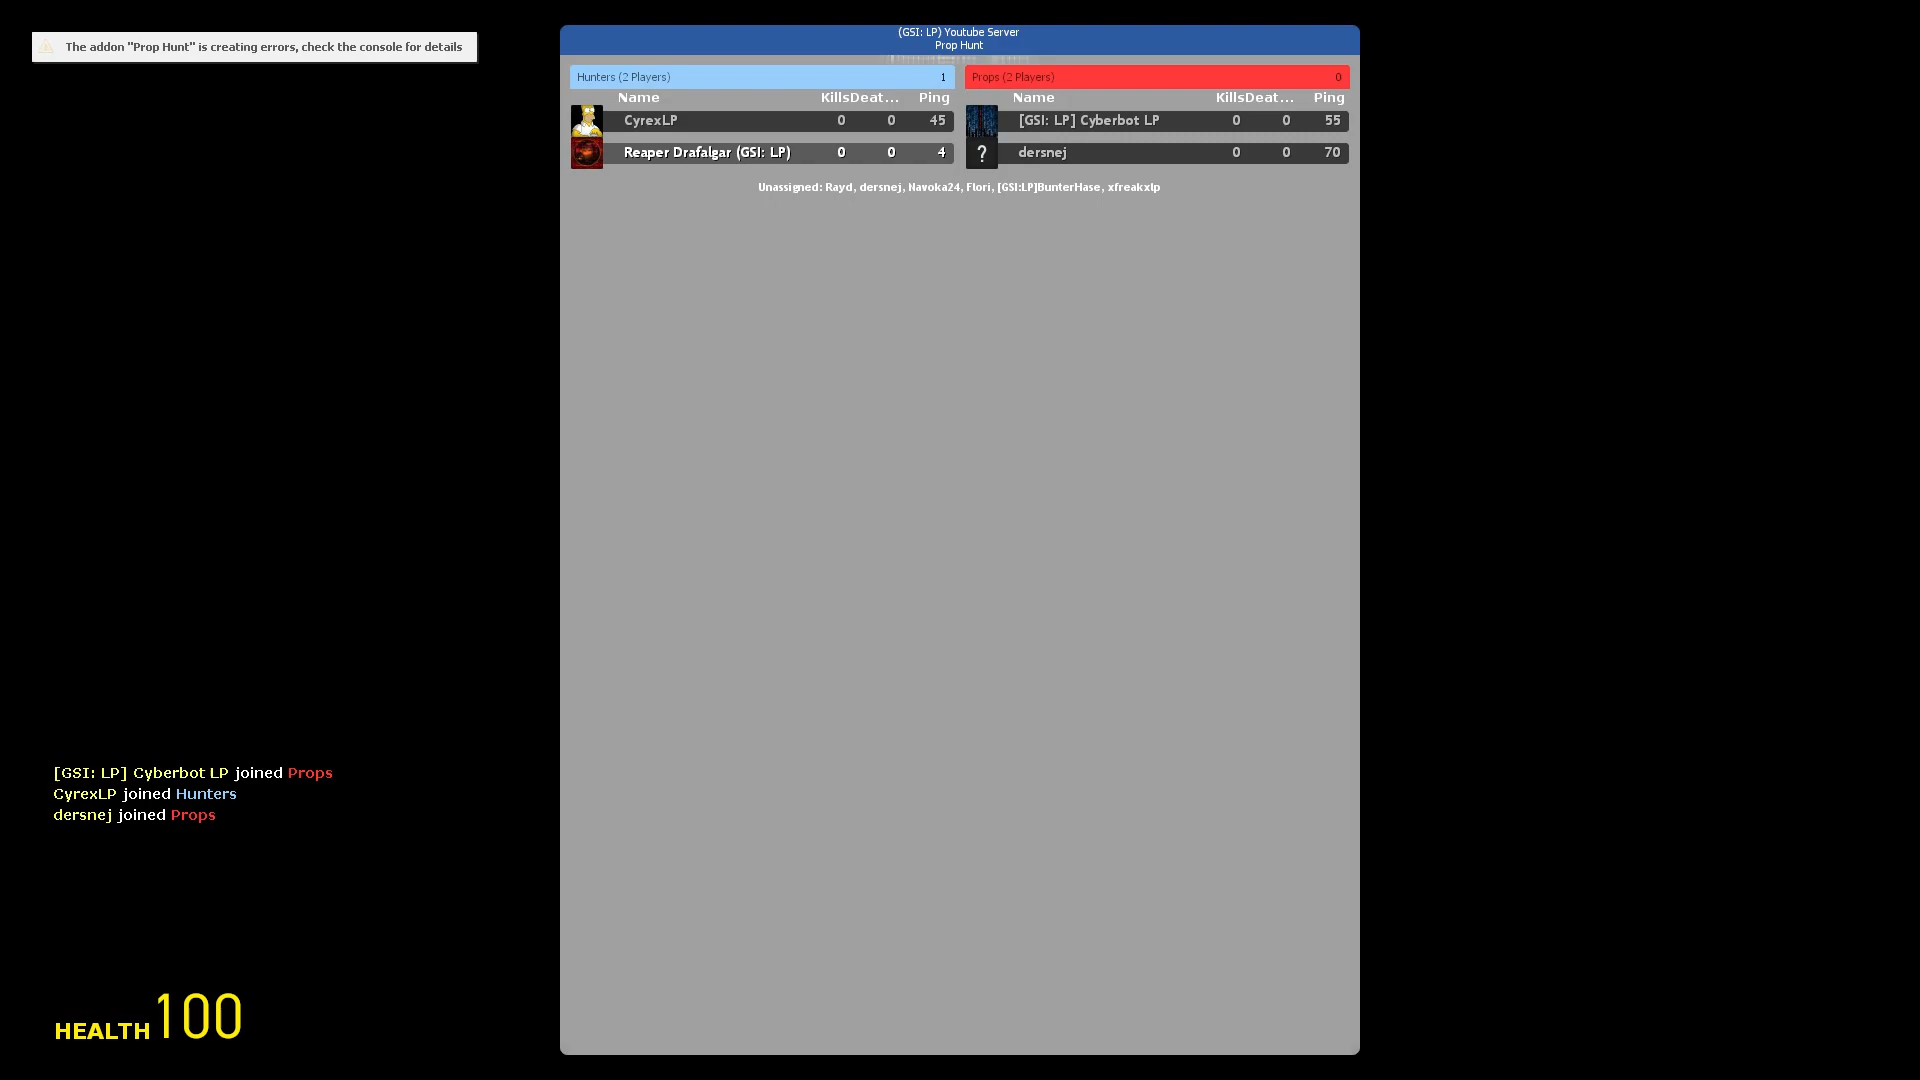 The addon "Prop Hunt" is creating errors, check the console for details
(GSI: LP) Youtube Server
Prop Hunt
Hunters (2 Players) 1
Name KillsDeat... Ping
CyrexLP 0 0 45
Reaper Drafalgar (GSI: LP) 0 0 4
Props (2 Players) 0
Name KillsDeat... Ping
[GSI: LP] Cyberbot LP 0 0 55
? dersnej 0 0 70
Unassigned: Rayd, dersnej, Navoka24, Flori, [GSI:LP]BunterHase, xfreakxlp
[GSI: LP] Cyberbot LP joined Props
CyrexLP joined Hunters
dersnej joined Props
HEALTH 100